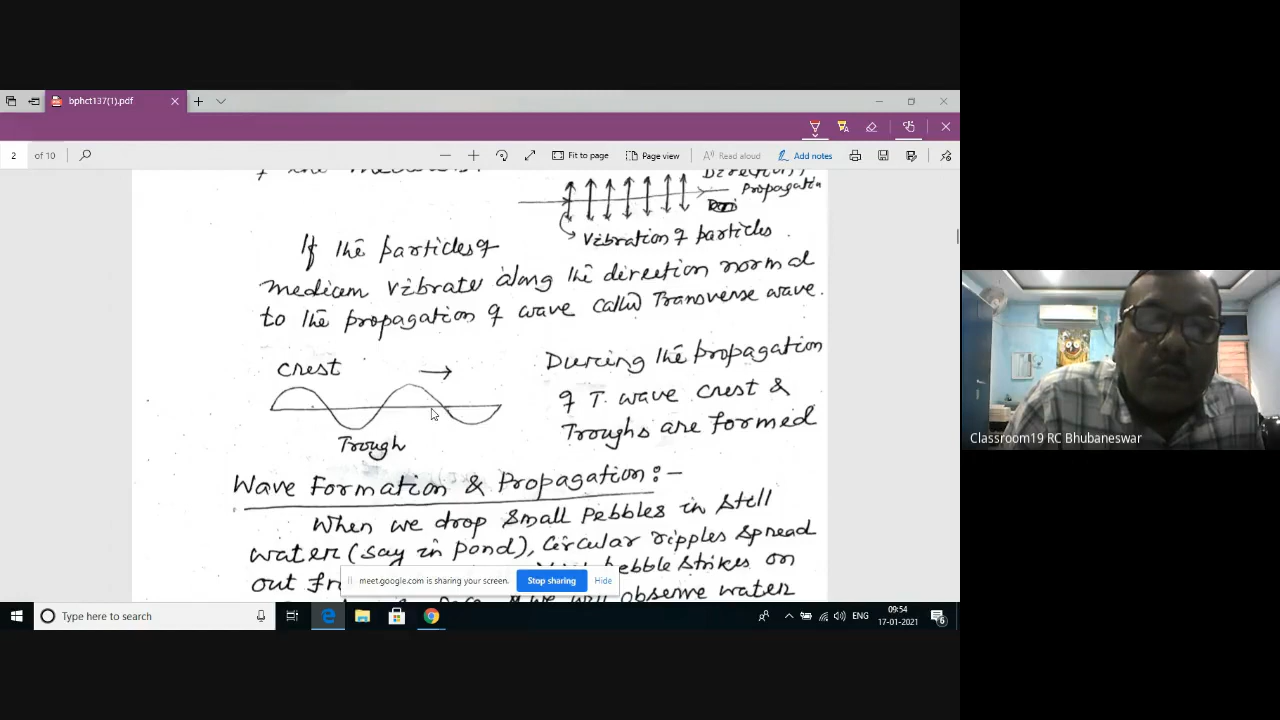 bphct137(1).pdf
2 of 10
Fit to page
Page view
Read aloud
Add notes
Propagation
Vibration of particles
If the particles of
medium vibrate along the direction normal
to the propagation of wave called Transverse wave.
Crest
Trough
During the propagation
of T. wave crest &
Troughs are formed
Wave Formation & Propagation:-
When we drop small pebbles in still
water (say in pond), circular ripples spread
out pebble strikes on
we will observe water
meet.google.com is sharing your screen.
Stop sharing
Hide
Classroom19 RC Bhubaneswar
Type here to search
ENG
09:54
17-01-2021
6